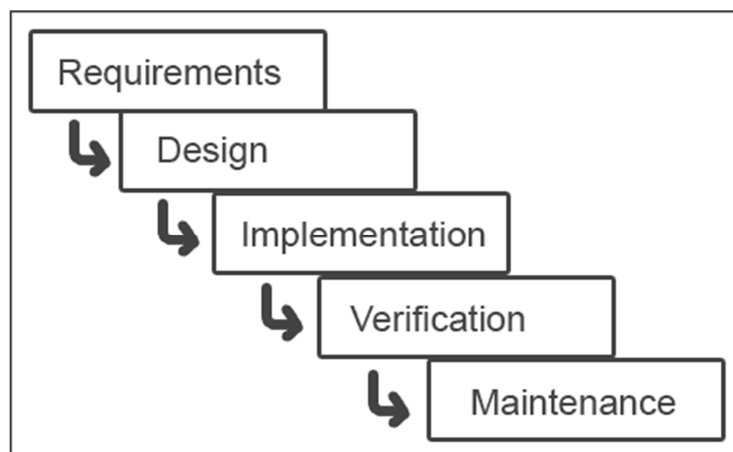 Requirements
Design
Implementation
Verification
Maintenance